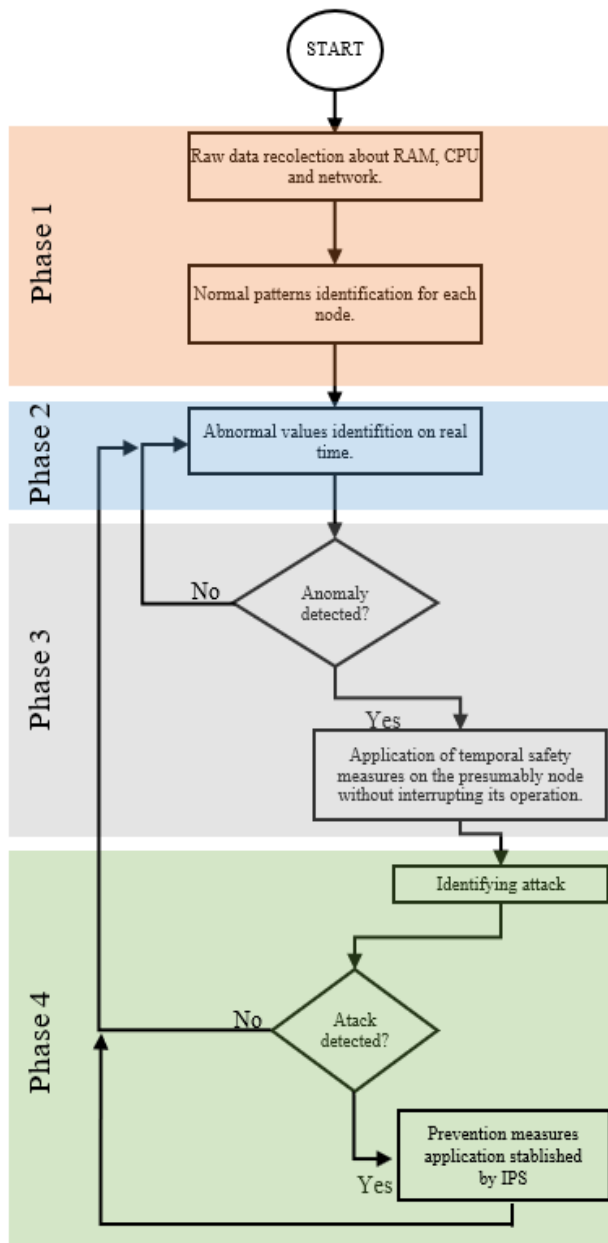 START
Phase 1
Raw data recolection about RAM, CPU
and network.
Normal patterns identification for each
node.
Phase 2
Abnormal values identifition on real
time.
Phase 3
Anomaly
detected?
No
Yes
Application of temporal safety
measures on the presumably node
without interrupting its operation.
Phase 4
Identifying attack
Atack
detected?
No
Yes
Prevention measures
application stablished
by IPS